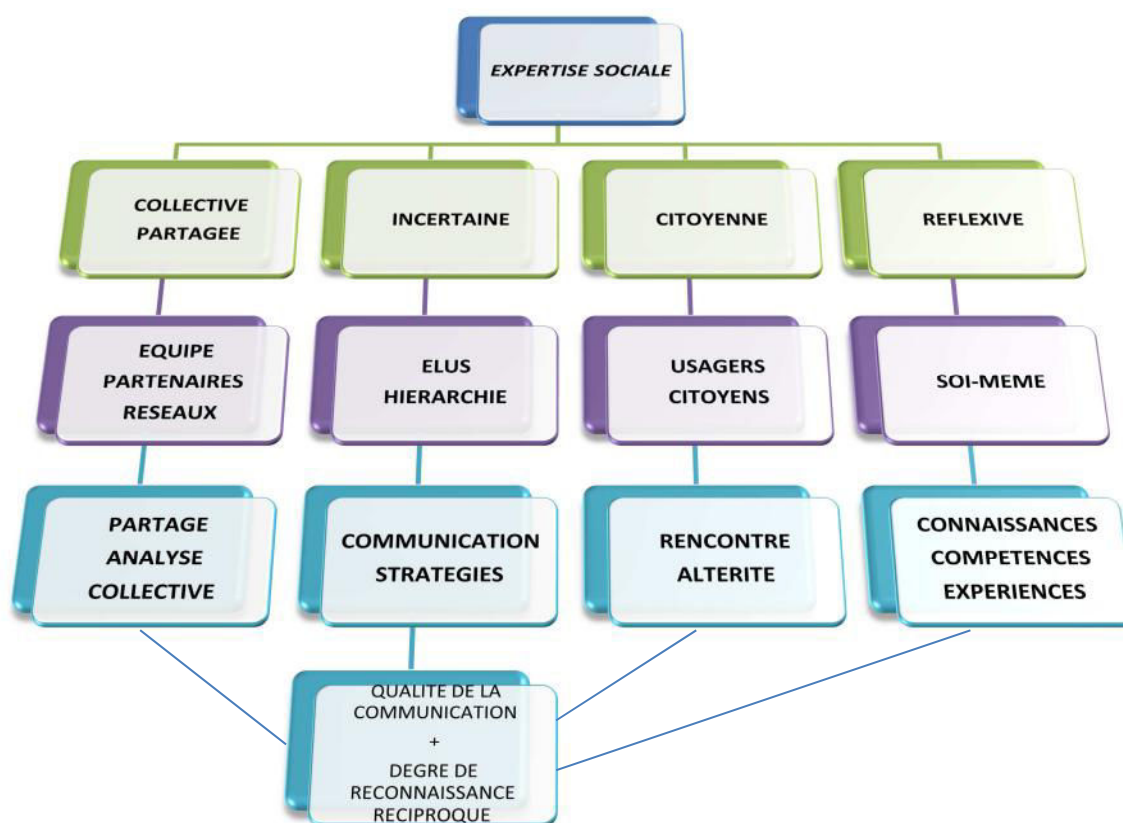 EXPERTISE SOCIALE
COLLECTIVE
PARTAGEE
INCERTAINE
CITOYENNE
REFLEXIVE
EQUIPE
PARTENAIRES
RESEAUX
ELUS
HIERARCHIE
USAGERS
CITOYENS
SOI-MEME
PARTAGE
ANALYSE
COLLECTIVE
COMMUNICATION
STRATEGIES
RENCONTRE
ALTERITE
CONNAISSANCES
COMPETENCES
EXPERIENCES
QUALITE DE LA
COMMUNICATION
+
DEGRE DE
RECONNAISSANCE
RECIPROQUE